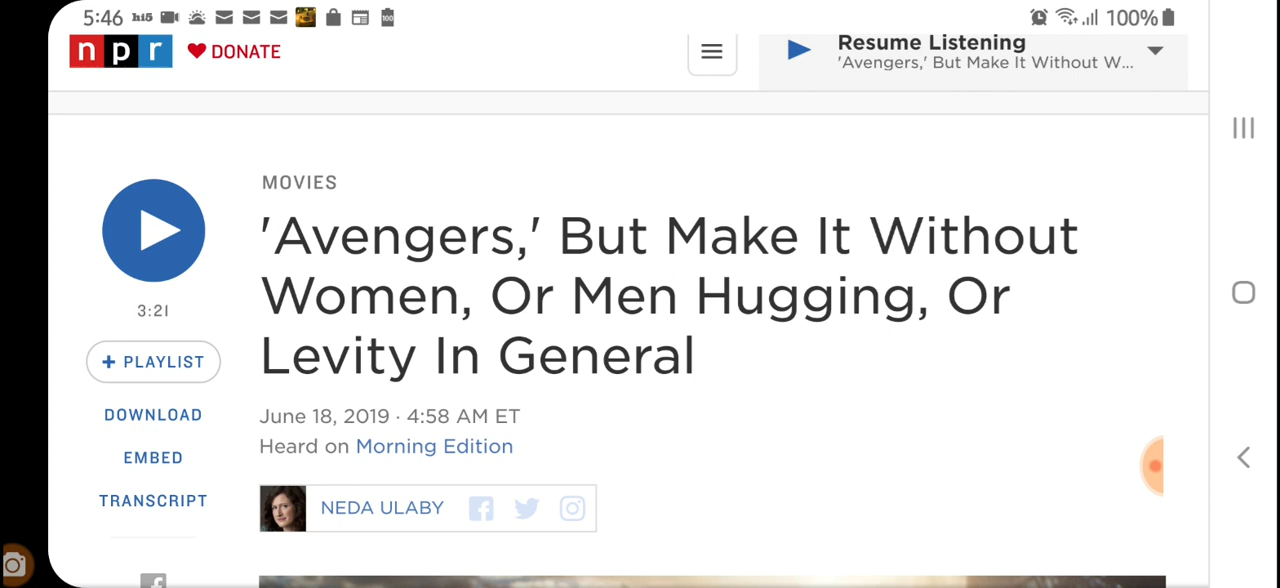 5:46 hi5 100%
npr DONATE
Resume Listening
'Avengers,' But Make It Without W...
MOVIES
'Avengers,' But Make It Without
Women, Or Men Hugging, Or
Levity In General
3:21
+ PLAYLIST
DOWNLOAD
EMBED
TRANSCRIPT
June 18, 2019 · 4:58 AM ET
Heard on Morning Edition
NEDA ULABY